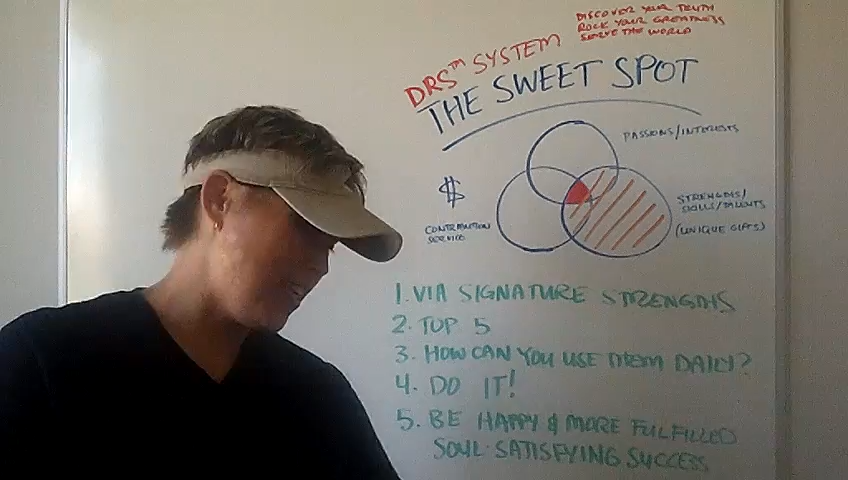 DISCOVER YOUR TRUTH
ROCK YOUR GREATNESS
SERVE THE WORLD
DRS™ SYSTEM
THE SWEET SPOT
PASSIONS/INTERESTS
$
STRENGTHS/
SKILLS/TALENTS
(UNIQUE GIFTS)
CONTRIBUTION
SERVICE
1. VIA SIGNATURE STRENGTHS
2. TOP 5
3. HOW CAN YOU USE THEM DAILY?
4. DO IT!
5. BE HAPPY & MORE FULFILLED
SOUL-SATISFYING SUCCESS